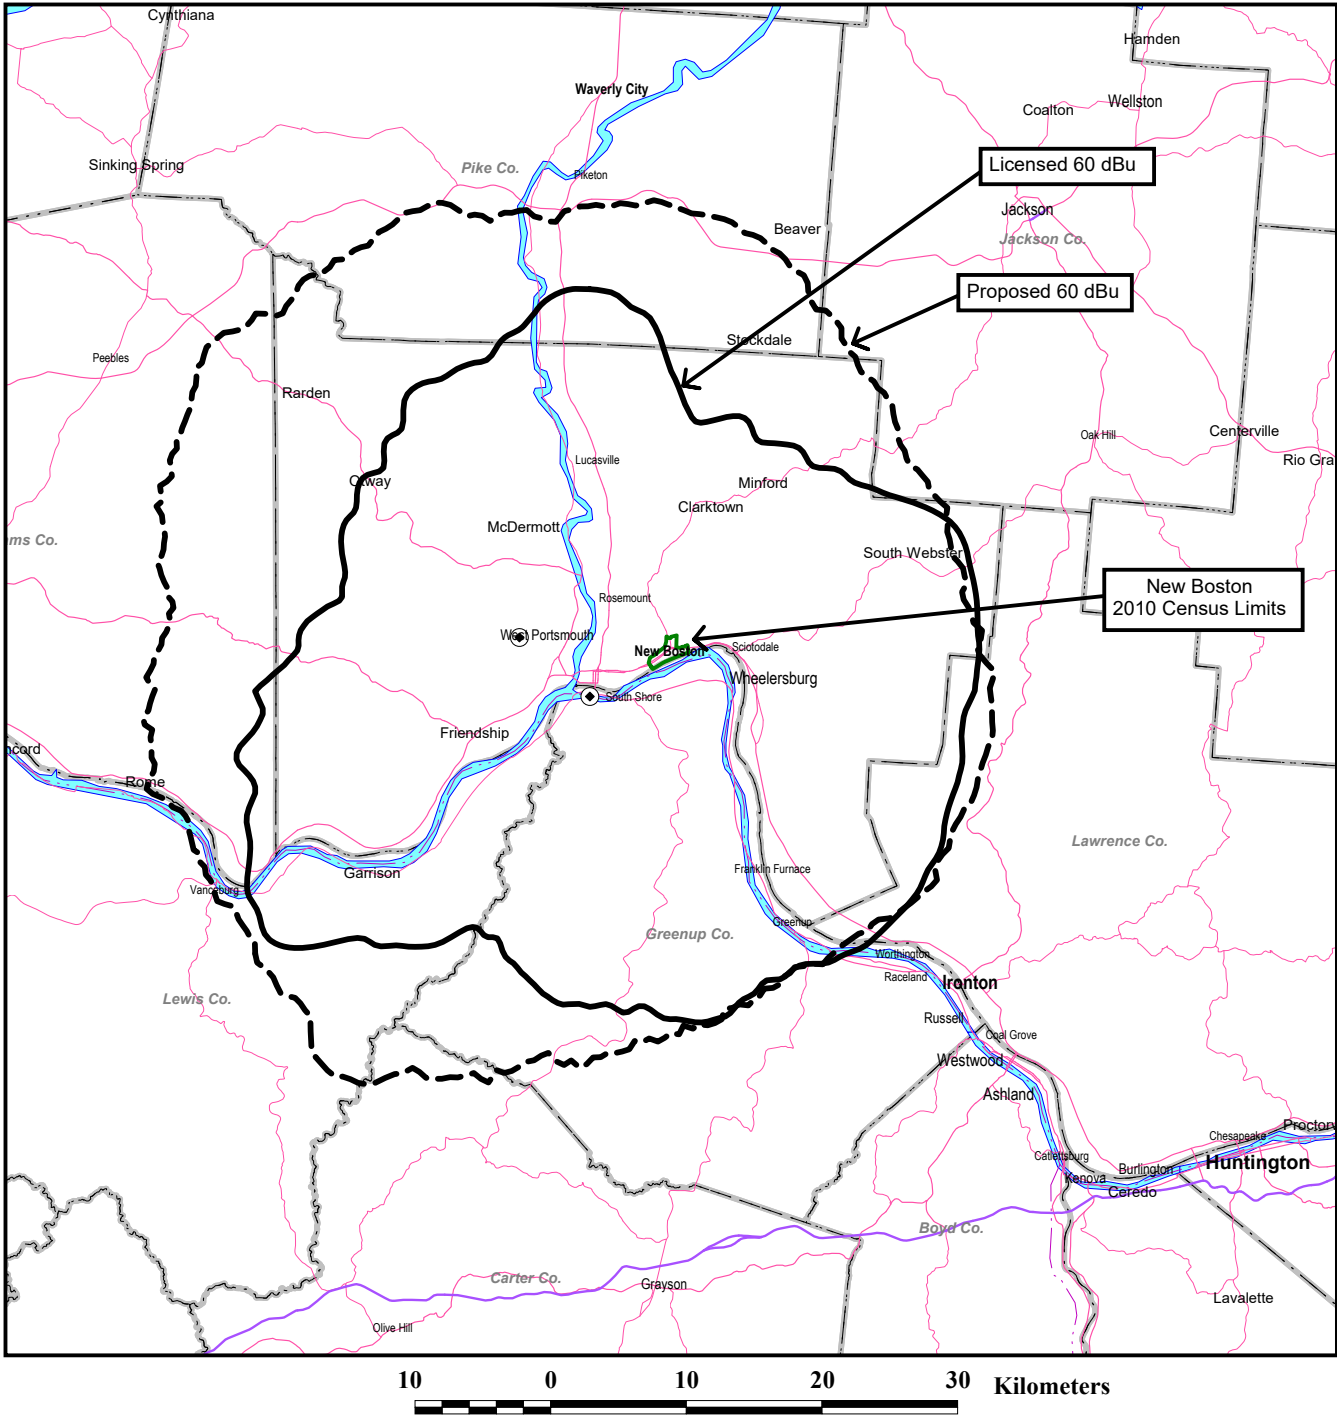 Cynthiana
Hamden
Waverly City
Coalton
Wellston
Sinking Spring
Pike Co.
Piketon
Licensed 60 dBu
Jackson
Beaver
Jackson Co.
Proposed 60 dBu
Stockdale
Peebles
Rarden
Centerville
Oak Hill
Lucasville
Rio Gra
Otway
Minford
Clarktown
McDermott
ms Co.
South Webster
New Boston
2010 Census Limits
Rosemount
West Portsmouth
New Boston
Sciotodale
Wheelersburg
South Shore
Friendship
ncord
Rome
Lawrence Co.
Franklin Furnace
Garrison
Vanceburg
Greenup
Greenup Co.
Worthington
Raceland
Ironton
Lewis Co.
Russell
Coal Grove
Westwood
Ashland
Proctorv
Chesapeake
Catlettsburg
Huntington
Burlington
Kenova
Ceredo
Boyd Co.
Carter Co.
Grayson
Lavalette
Olive Hill
10 0 10 20 30 Kilometers